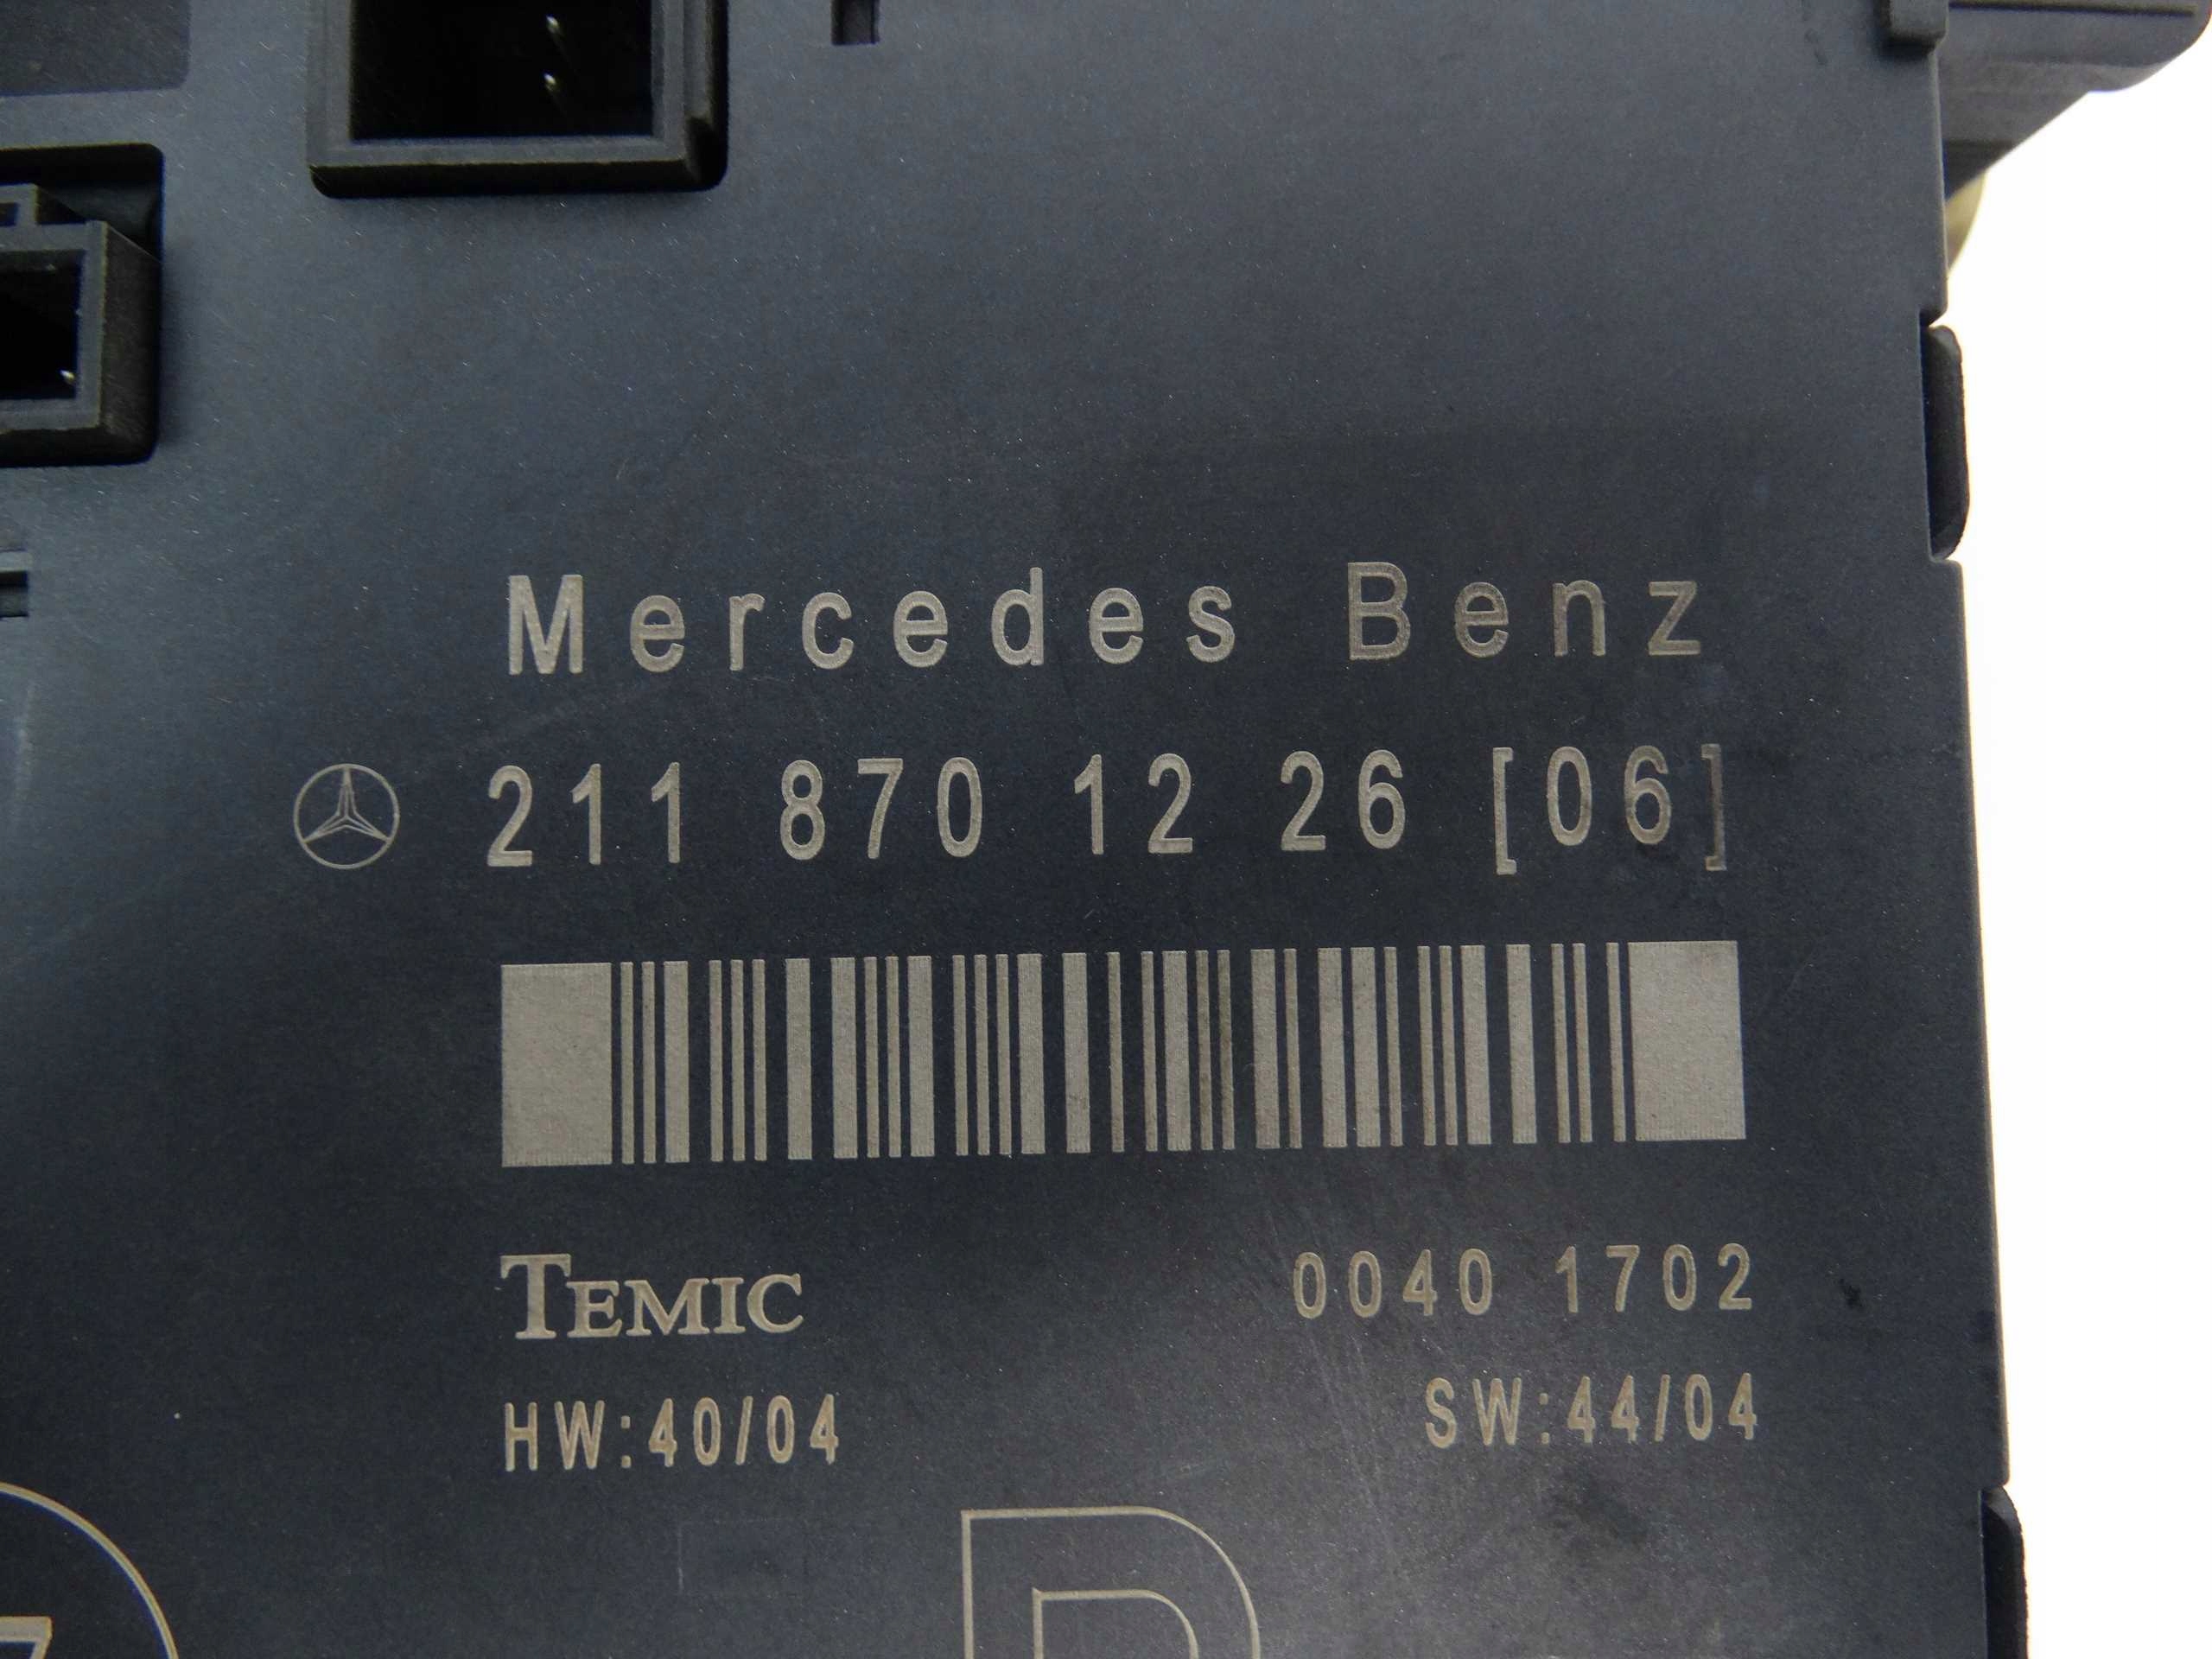 Mercedes Benz
211 870 12 26 [06]
TEMIC 0040 1702
HW:40/04 SW:44/04